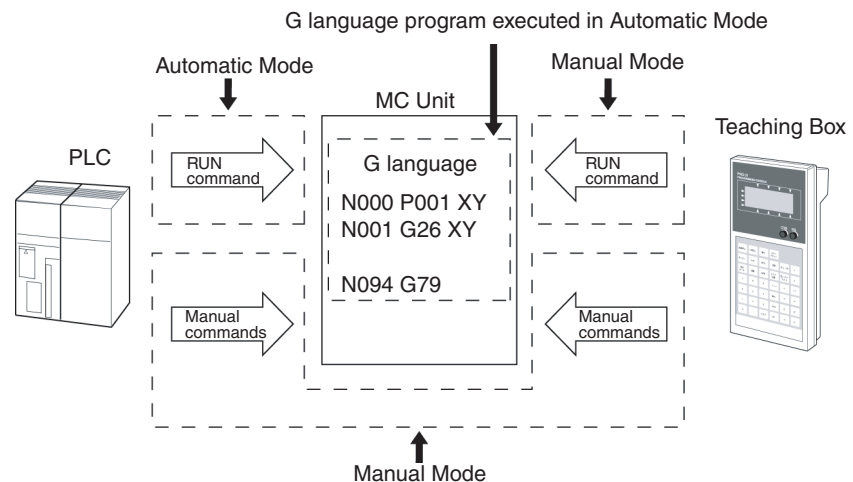 G language program executed in Automatic Mode
Automatic Mode
Manual Mode
MC Unit
Teaching Box
PLC
RUN
command
G language
N000 P001 XY
N001 G26 XY
N094 G79
RUN
command
Manual
commands
Manual
commands
Manual Mode